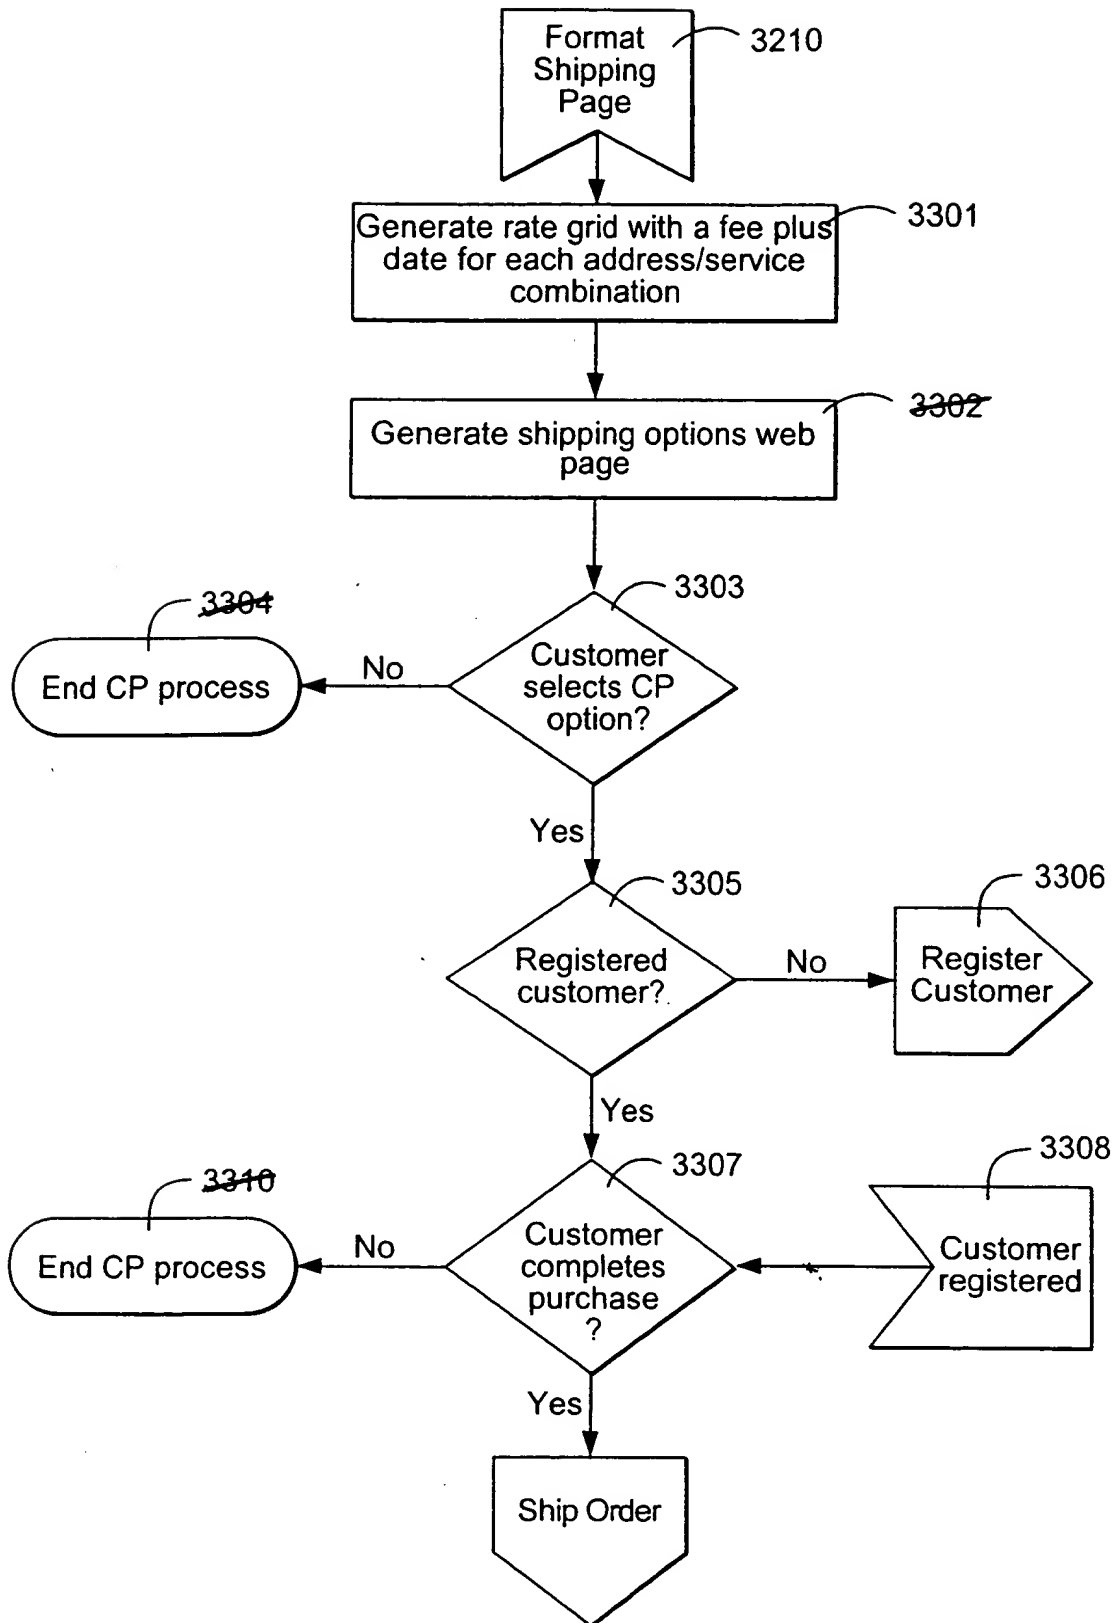 Format
Shipping
Page
3210
Generate rate grid with a fee plus
date for each address/service
combination
3301
Generate shipping options web
page
3302
Customer
selects CP
option?
3303
No
End CP process
3304
Yes
Registered
customer?
3305
No
Register
Customer
3306
Yes
Customer
completes
purchase
?
3307
No
End CP process
3310
Customer
registered
3308
Yes
Ship Order